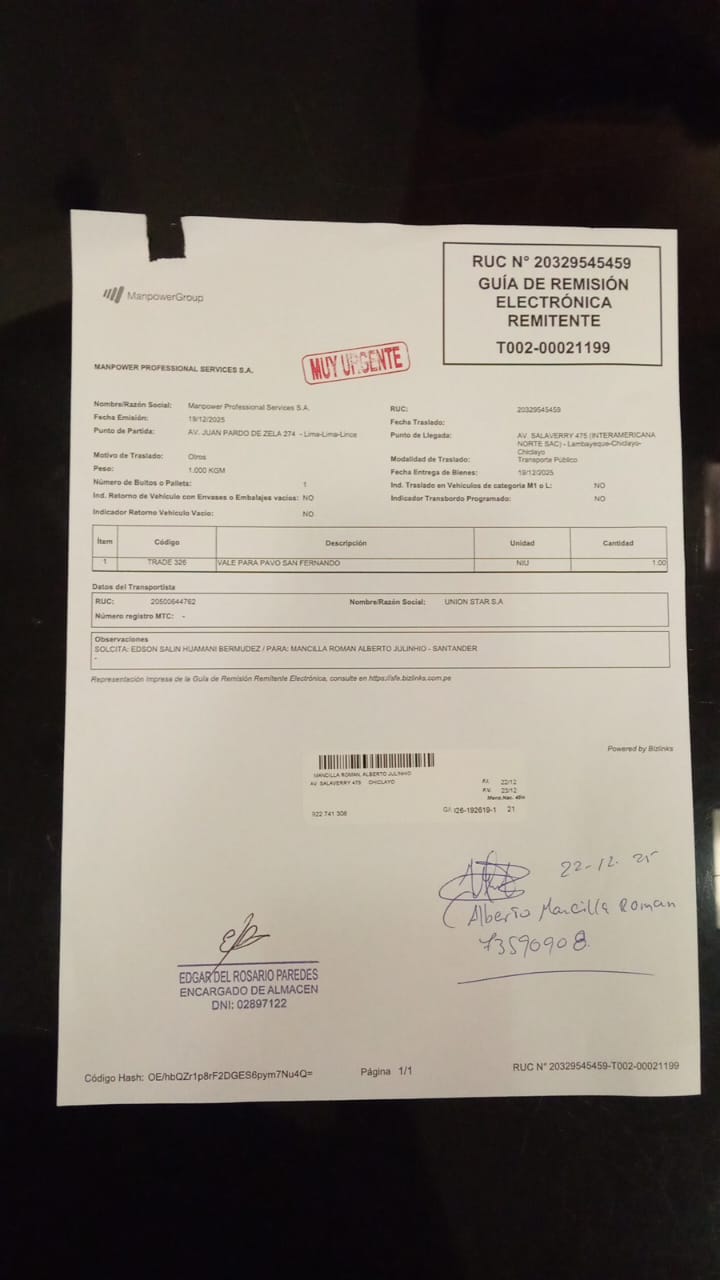 ManpowerGroup
RUC N° 20329545459
GUÍA DE REMISIÓN
ELECTRÓNICA
REMITENTE
T002-00021199
MUY URGENTE
MANPOWER PROFESSIONAL SERVICES S.A.
Nombre/Razón Social: Manpower Professional Services S.A.
RUC: 20329545459
Fecha Emisión: 19/12/2025
Fecha Traslado:
Punto de Partida: AV. JUAN PARDO DE ZELA 274 - Lima-Lima-Lince
Punto de Llegada: AV. SALAVERRY 475 (INTERAMERICANA
NORTE SAC) - Lambayeque-Chiclayo-
Chiclayo
Motivo de Traslado: Otros
Modalidad de Traslado: Transporte Público
Peso: 1.000 KGM
Fecha Entrega de Bienes: 19/12/2025
Número de Bultos o Pallets: 1
Ind. Traslado en Vehículos de categoría M1 o L: NO
Ind. Retorno de Vehículo con Envases o Embalajes vacíos: NO
Indicador Transbordo Programado: NO
Indicador Retorno Vehículo Vacío: NO
Ítem Código Descripción Unidad Cantidad
1 TRADE 326 VALE PARA PAVO SAN FERNANDO NIU 1.00
Datos del Transportista
RUC: 20500644762 Nombre/Razón Social: UNION STAR S.A
Número registro MTC: -
Observaciones
SOLCITA: EDSON SALIN HUAMANI BERMUDEZ / PARA: MANCILLA ROMAN ALBERTO JULINHIO - SANTANDER
-
Representación Impresa de la Guía de Remisión Remitente Electrónica, consulte en https://sfe.bizlinks.com.pe
Powered by Bizlinks
MANCILLA ROMAN, ALBERTO JULINHIO
AV. SALAVERRY 475 CHICLAYO
22/12
23/12
922 741 308
026-192619-1 21
22-12-25
Alberto Mancilla Roman
73590908
EDGAR DEL ROSARIO PAREDES
ENCARGADO DE ALMACEN
DNI: 02897122
Código Hash: OE/hbQZr1p8rF2DGES6pym7Nu4Q=
Página 1/1
RUC N° 20329545459-T002-00021199